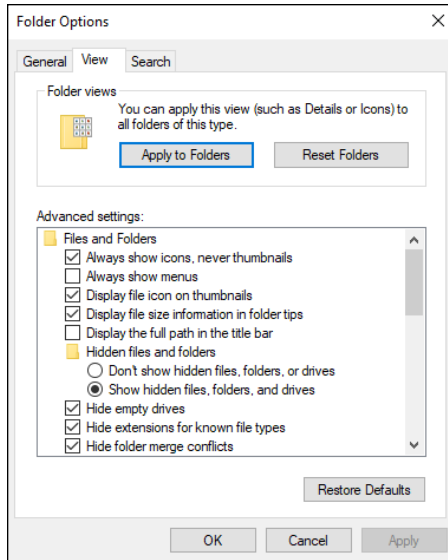 Folder Options
General
View
Search
Folder views
You can apply this view (such as Details or Icons) to
all folders of this type.
Apply to Folders
Reset Folders
Advanced settings:
Files and Folders
Always show icons, never thumbnails
Always show menus
Display file icon on thumbnails
Display file size information in folder tips
Display the full path in the title bar
Hidden files and folders
Don't show hidden files, folders, or drives
Show hidden files, folders, and drives
Hide empty drives
Hide extensions for known file types
Hide folder merge conflicts
Restore Defaults
OK
Cancel
Apply